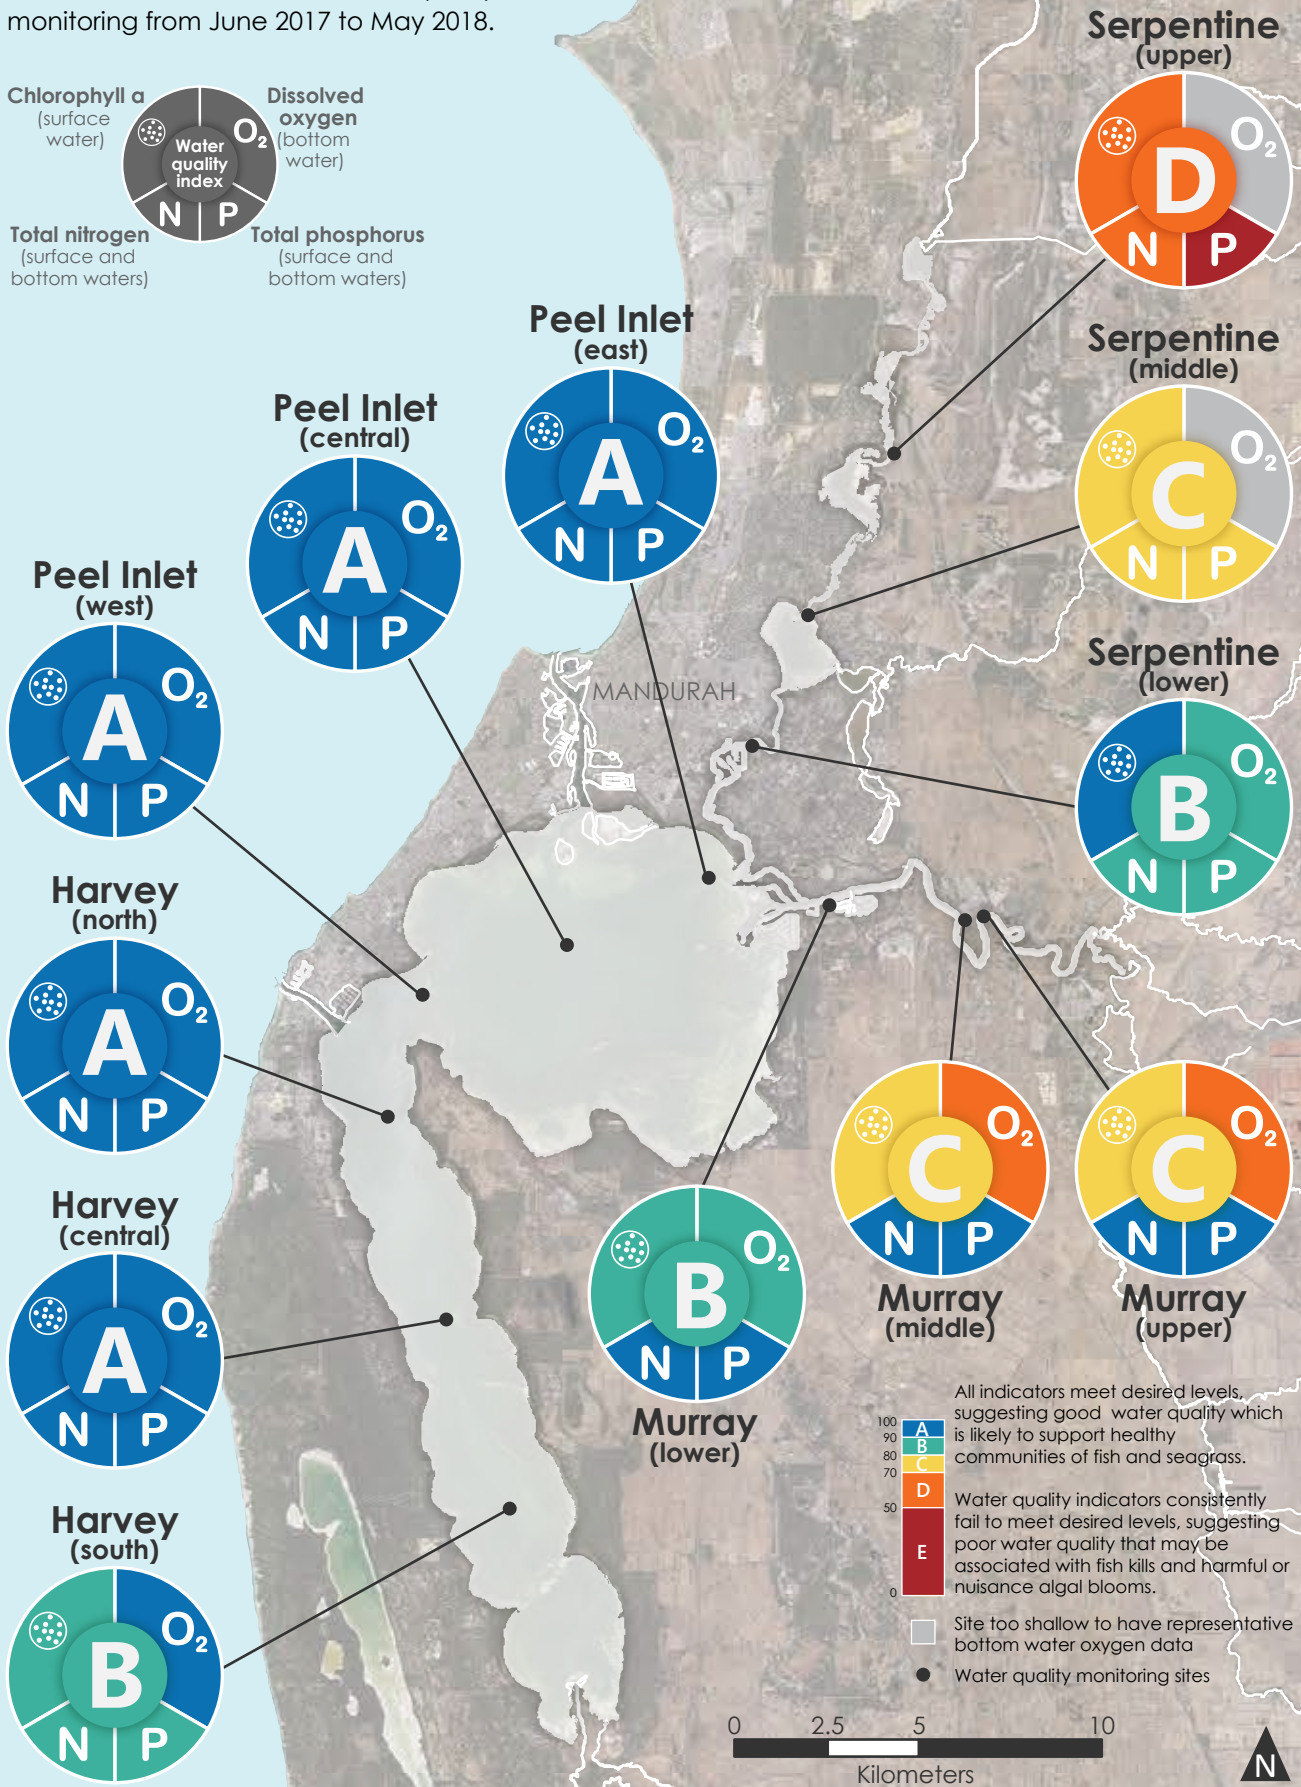 monitoring from June 2017 to May 2018.
Chlorophyll a
(surface
water)
Dissolved
oxygen
(bottom
water)
O2
Water
quality
index
N
P
Total nitrogen
(surface and
bottom waters)
Total phosphorus
(surface and
bottom waters)
Serpentine
(upper)
O2
D
N
P
Serpentine
(middle)
O2
C
N
P
Serpentine
(lower)
O2
B
N
P
Peel Inlet
(east)
O2
A
N
P
Peel Inlet
(central)
O2
A
N
P
Peel Inlet
(west)
O2
A
N
P
MANDURAH
Harvey
(north)
O2
A
N
P
Harvey
(central)
O2
A
N
P
Harvey
(south)
O2
B
N
P
O2
B
N
P
Murray
(lower)
O2
C
N
P
Murray
(middle)
O2
C
N
P
Murray
(upper)
100
90
80
70
50
0
A
B
C
D
E
All indicators meet desired levels,
suggesting good water quality which
is likely to support healthy
communities of fish and seagrass.
Water quality indicators consistently
fail to meet desired levels, suggesting
poor water quality that may be
associated with fish kills and harmful or
nuisance algal blooms.
Site too shallow to have representative
bottom water oxygen data
Water quality monitoring sites
0 2.5 5 10
Kilometers
N